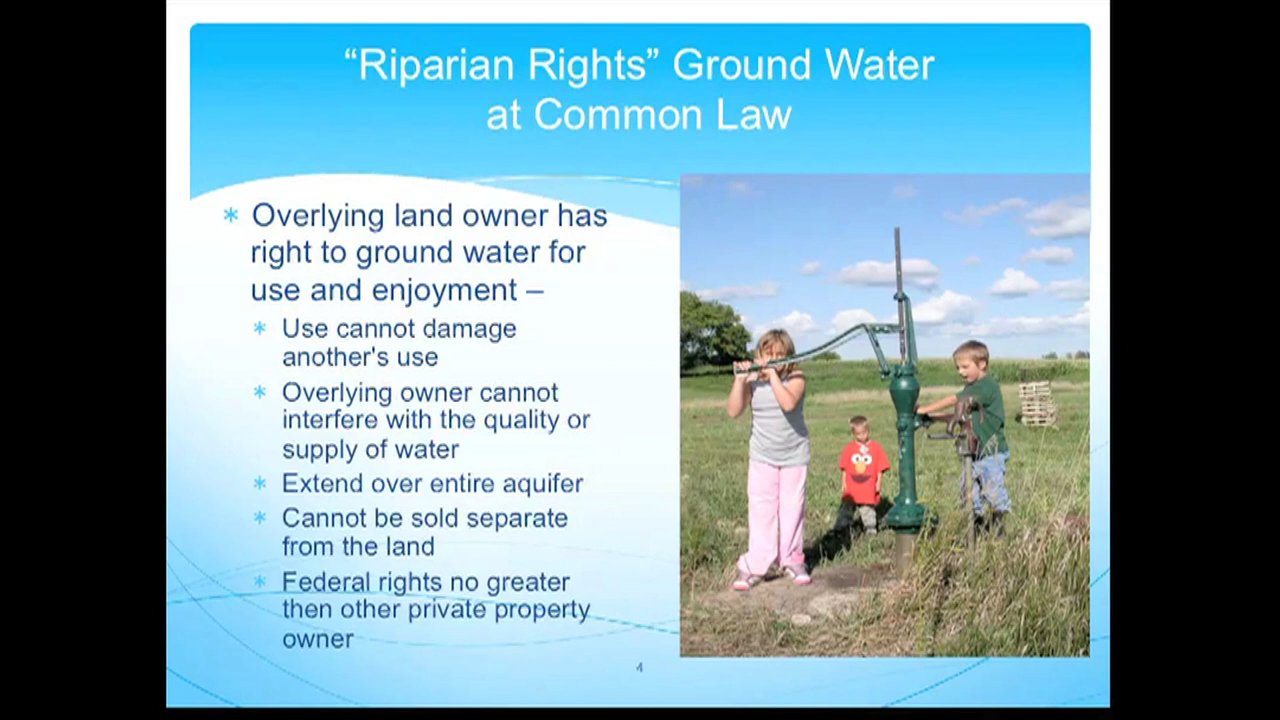 “Riparian Rights” Ground Water
at Common Law
* Overlying land owner has
right to ground water for
use and enjoyment –
* Use cannot damage
another's use
* Overlying owner cannot
interfere with the quality or
supply of water
* Extend over entire aquifer
* Cannot be sold separate
from the land
* Federal rights no greater
then other private property
owner
4